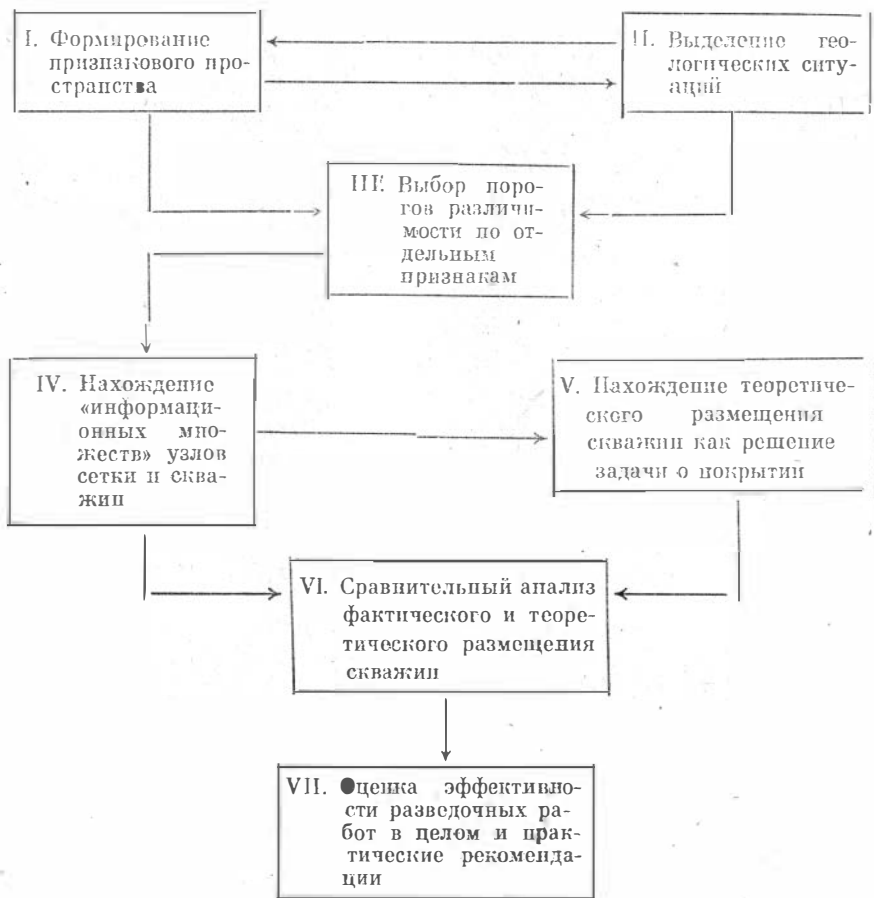 I. Формирование
признакового про-
странства
II. Выделение гео-
логических ситу-
аций
III. Выбор поро-
гов различи-
мости по от-
дельным
признакам
IV. Нахождение
«информаци-
онных мно-
жеств» узлов
сетки и сква-
жин
V. Нахождение теоретиче-
ского размещения
скважин как решение
задачи о покрытии
VI. Сравнительный анализ
фактического и теоре-
тического размещения
скважин
VII. Оценка эффективно-
сти разведочных ра-
бот в целом и прак-
тические рекоменда-
ции